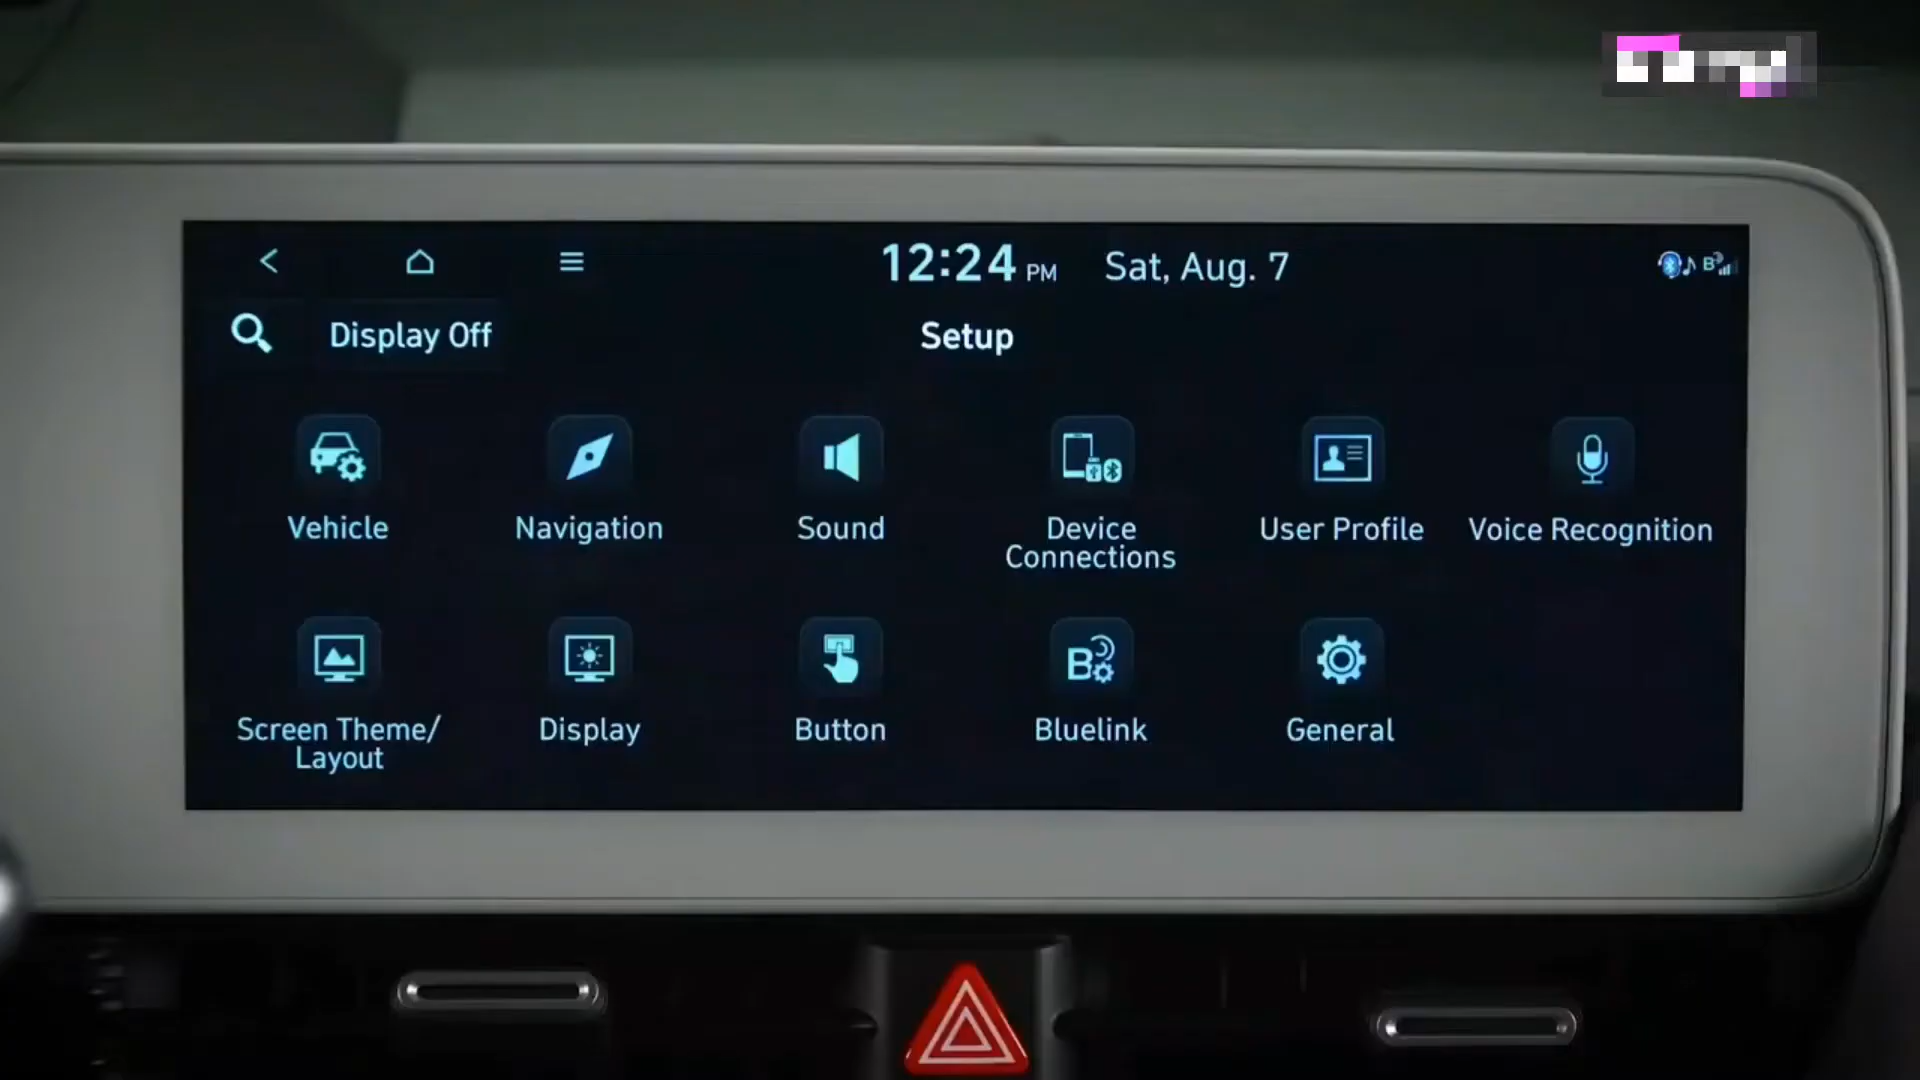 12:24 PM Sat, Aug. 7
Display Off
Setup
Vehicle
Navigation
Sound
Device
Connections
User Profile
Voice Recognition
Screen Theme/
Layout
Display
Button
Bluelink
General